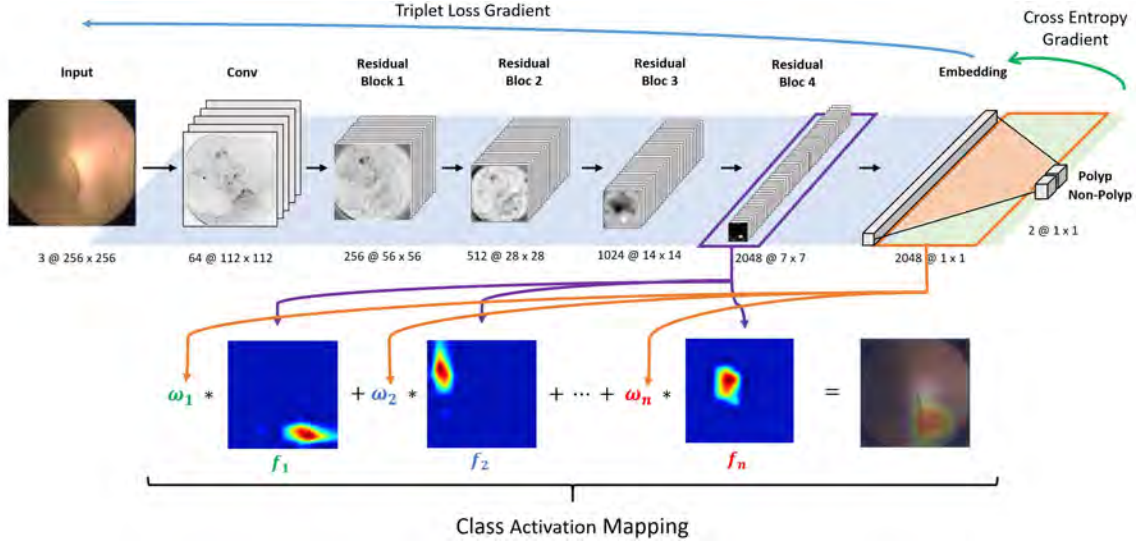 Triplet Loss Gradient
Cross Entropy
Gradient
Input
Conv
Residual
Block 1
Residual
Bloc 2
Residual
Bloc 3
Residual
Bloc 4
Embedding
Polyp
Non-Polyp
3 @ 256 x 256
64 @ 112 x 112
256 @ 56 x 56
512 @ 28 x 28
1024 @ 14 x 14
2048 @ 7 x 7
2048 @ 1 x 1
2 @ 1 x 1
ω1 * + ω2 * + ··· + ωn * =
f1
f2
fn
Class Activation Mapping